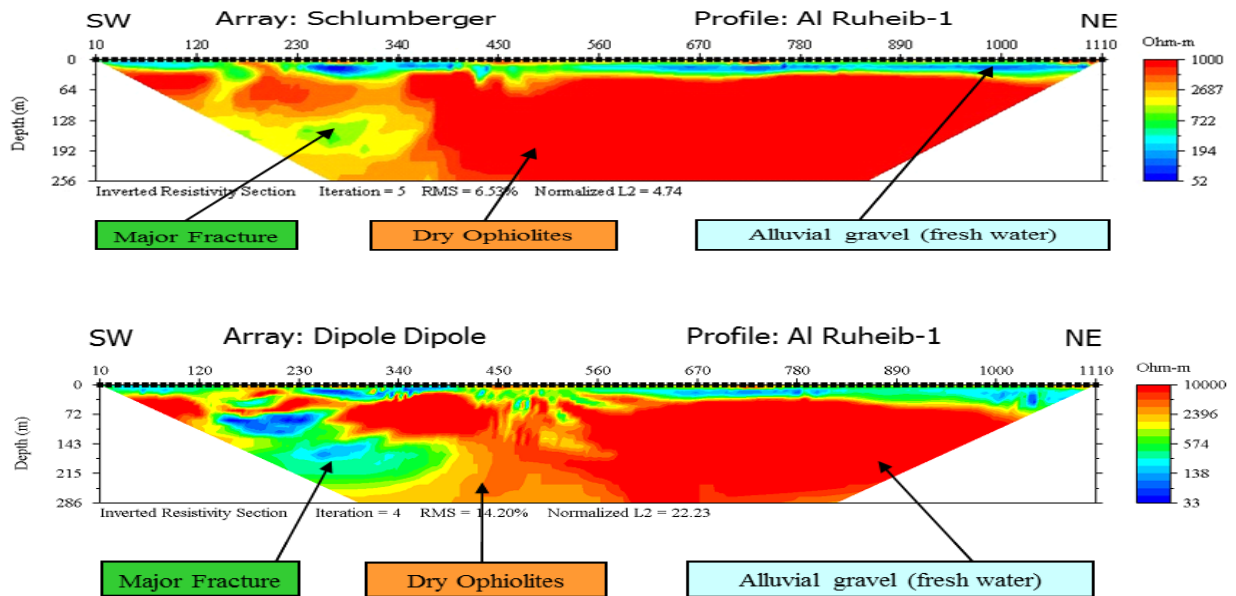 SW Array: Schlumberger Profile: Al Ruheib-1 NE
10 120 230 340 450 560 670 780 890 1000 1110
Ohm-m
Depth (m)
0
64
128
192
256
1000
2687
722
194
52
Inverted Resistivity Section Iteration = 5 RMS = 6.53% Normalized L2 = 4.74
Major Fracture Dry Ophiolites Alluvial gravel (fresh water)
SW Array: Dipole Dipole Profile: Al Ruheib-1 NE
10 120 230 340 450 560 670 780 890 1000 1110
Ohm-m
Depth (m)
0
72
143
215
286
10000
2396
574
138
33
Inverted Resistivity Section Iteration = 4 RMS = 14.20% Normalized L2 = 22.23
Major Fracture Dry Ophiolites Alluvial gravel (fresh water)